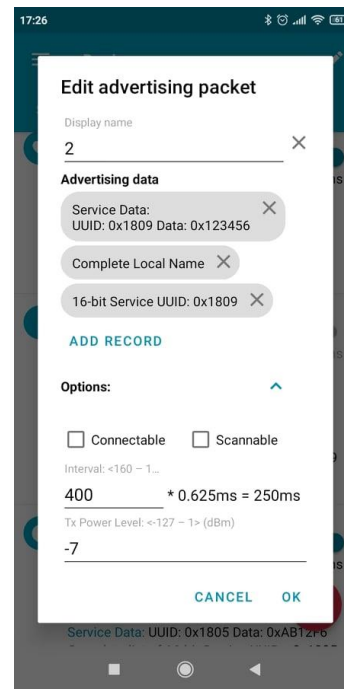 17:26
61
Edit advertising packet
Display name
2
Advertising data
Service Data:
UUID: 0x1809 Data: 0x123456
Complete Local Name
16-bit Service UUID: 0x1809
ADD RECORD
Options:
Connectable Scannable
Interval: <160 – 1...
400 * 0.625ms = 250ms
Tx Power Level: <-127 – 1> (dBm)
-7
CANCEL OK
Service Data: UUID: 0x1805 Data: 0xAB12F6